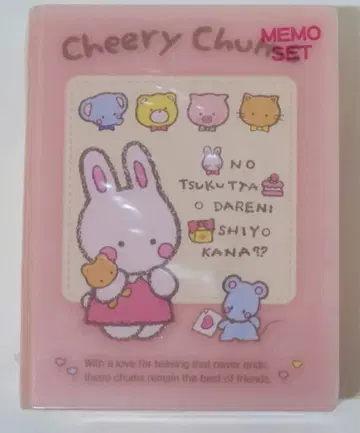 Cheery Chum
MEMO
SET
NO
TSUKUTTA
O DARENI
SHIYO
KANA??
With a love for teasing that never ends,
these chums remain the best of friends.